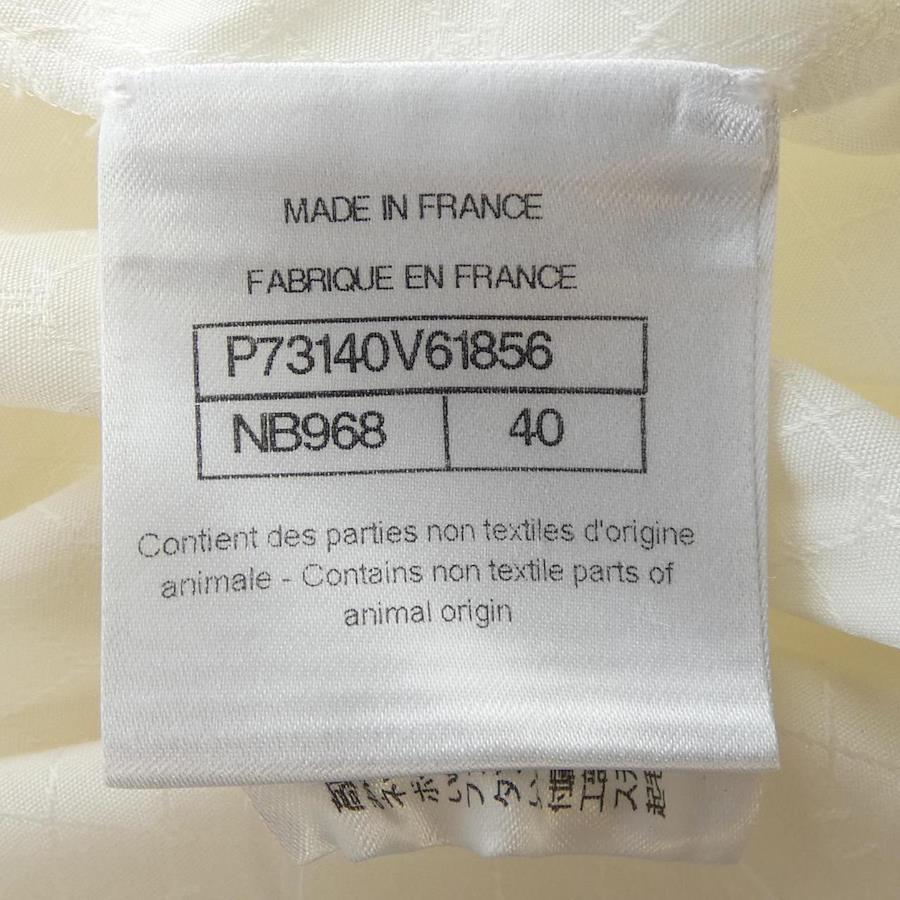 MADE IN FRANCE
FABRIQUE EN FRANCE
P73140V61856
NB968 40
Contient des parties non textiles d'origine
animale - Contains non textile parts of
animal origin